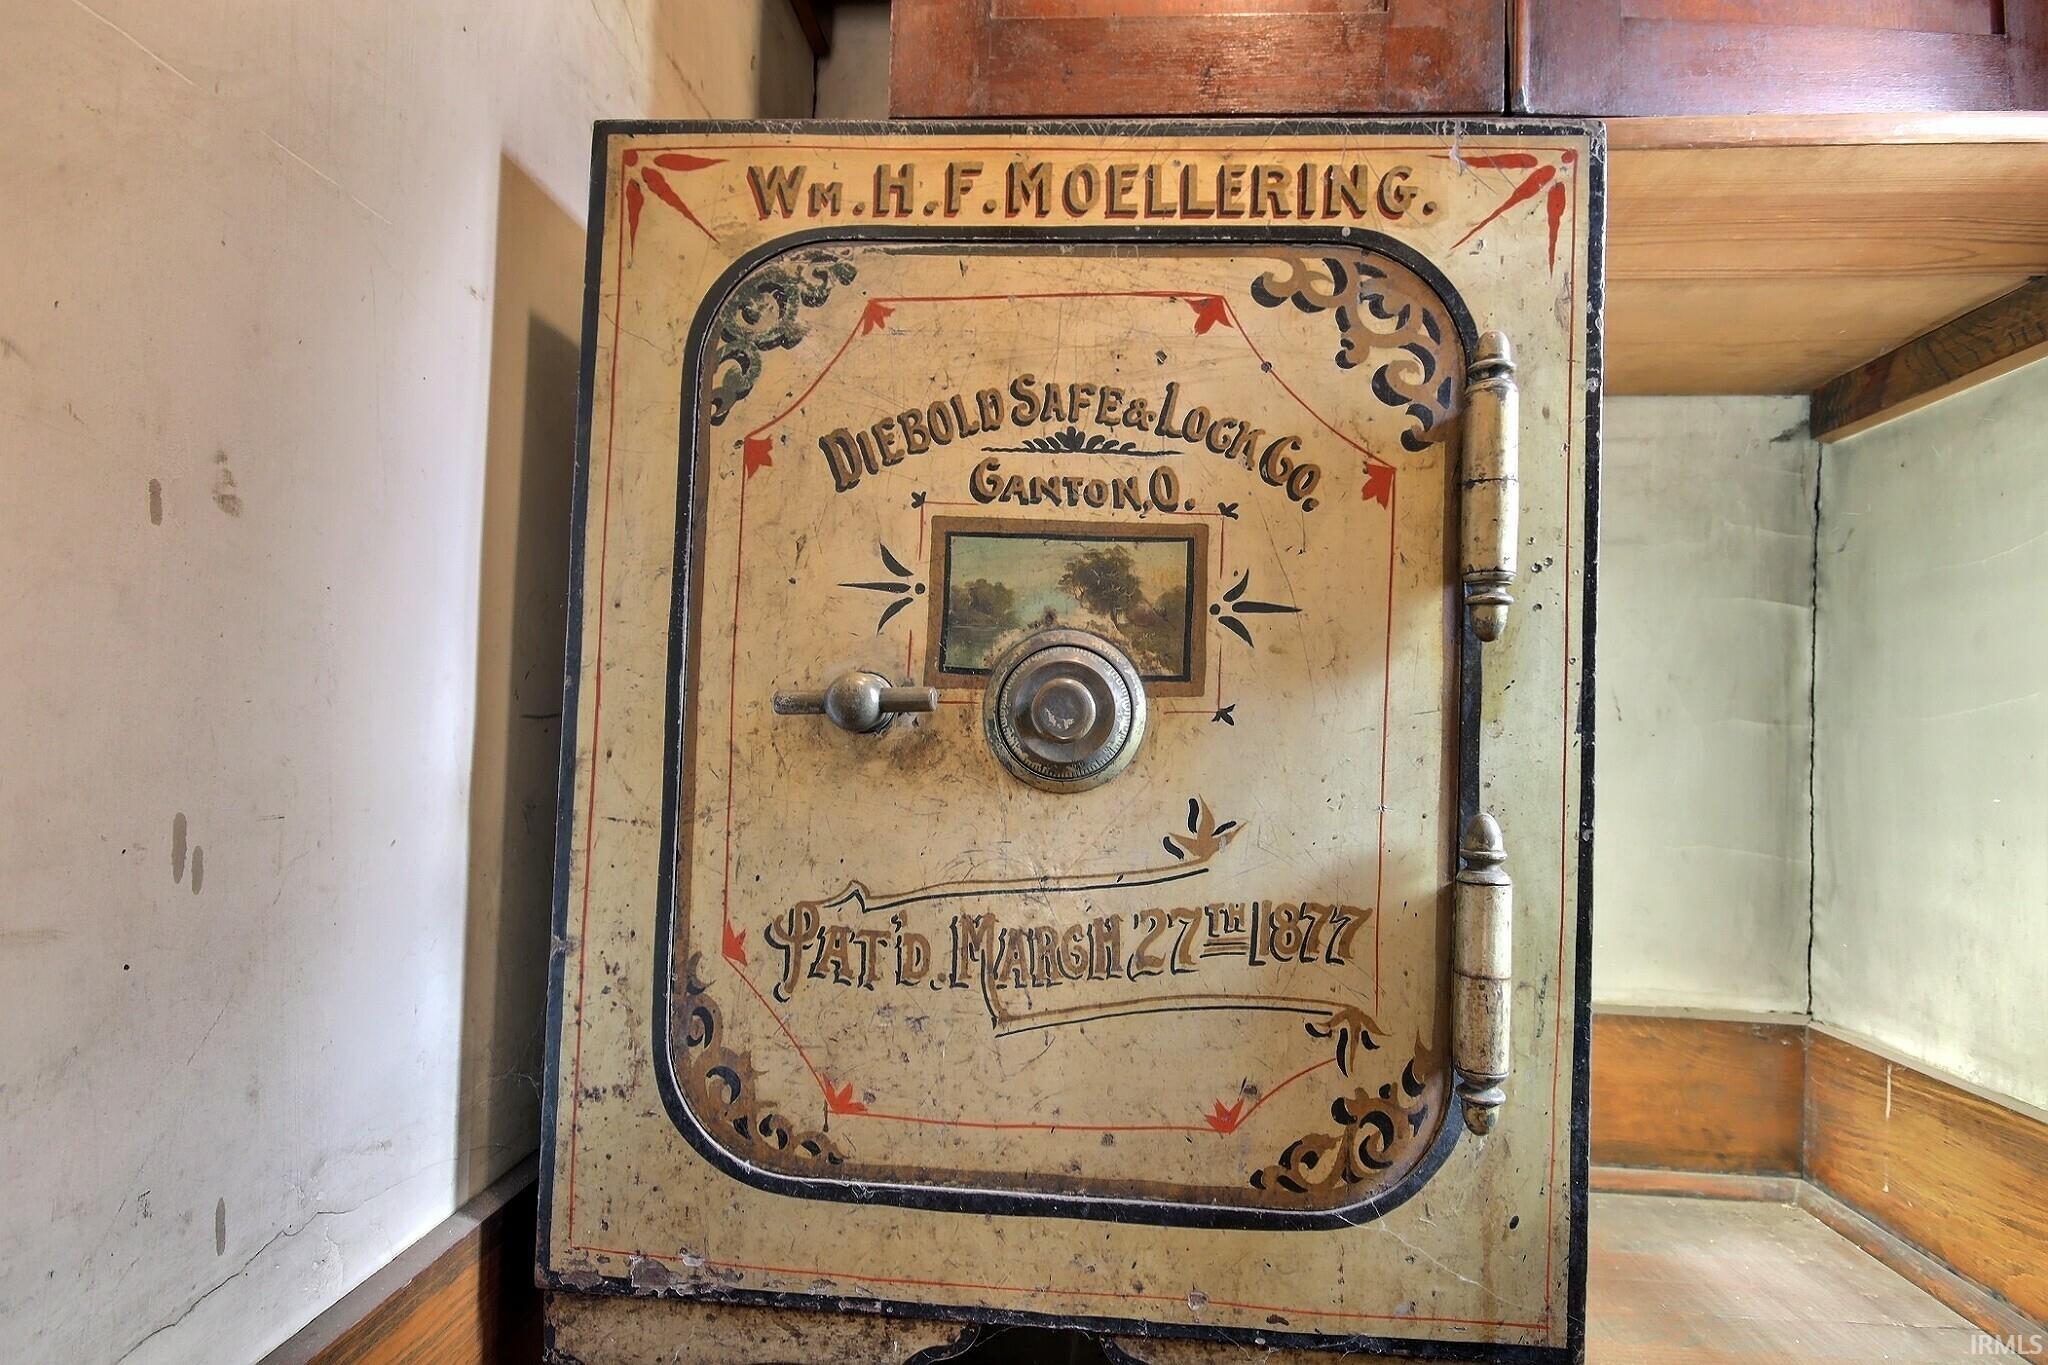 WM. H. F. MOELLERING.
DIEBOLD SAFE & LOCK CO.
CANTON, O.
PAT'D. MARCH 27TH 1877
IRMLS